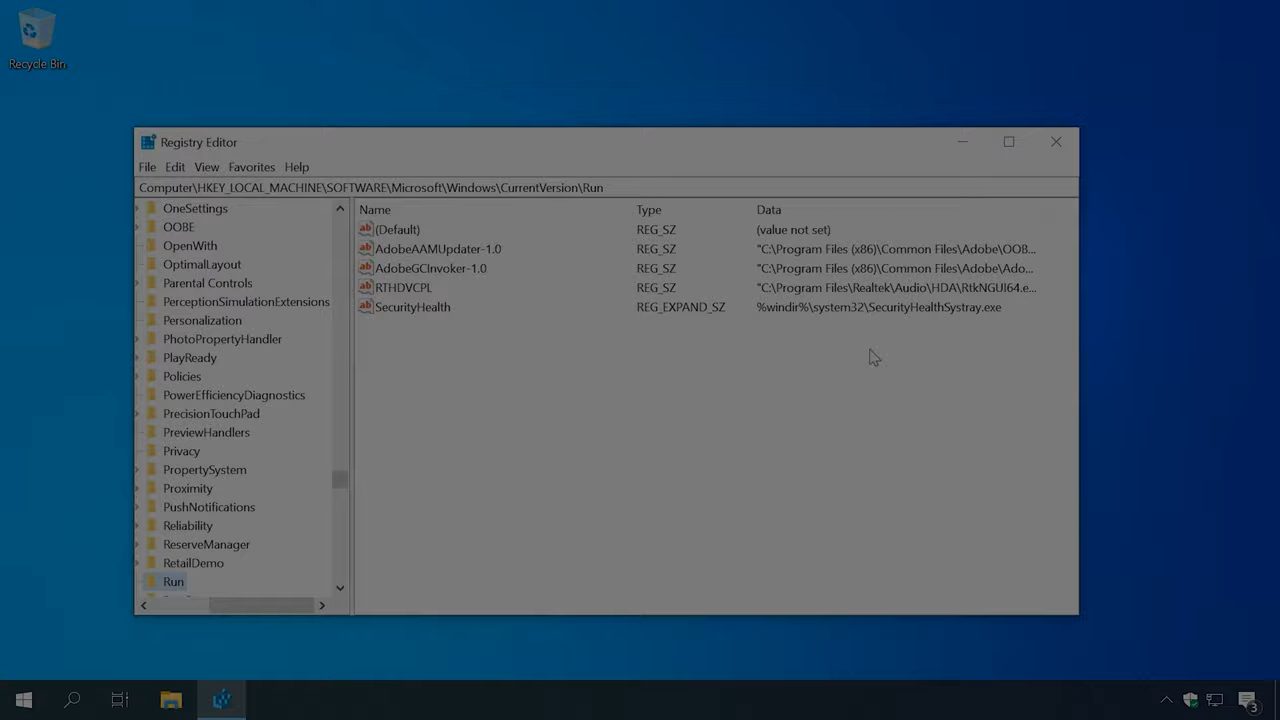 Recycle Bin
Registry Editor
File Edit View Favorites Help
Computer\HKEY_LOCAL_MACHINE\SOFTWARE\Microsoft\Windows\CurrentVersion\Run
OneSettings
OOBE
OpenWith
OptimalLayout
Parental Controls
PerceptionSimulationExtensions
Personalization
PhotoPropertyHandler
PlayReady
Policies
PowerEfficiencyDiagnostics
PrecisionTouchPad
PreviewHandlers
Privacy
PropertySystem
Proximity
PushNotifications
Reliability
ReserveManager
RetailDemo
Run
Name Type Data
(Default) REG_SZ (value not set)
AdobeAAMUpdater-1.0 REG_SZ "C:\Program Files (x86)\Common Files\Adobe\OOB...
AdobeGCInvoker-1.0 REG_SZ "C:\Program Files (x86)\Common Files\Adobe\Ado...
RTHDVCPL REG_SZ "C:\Program Files\Realtek\Audio\HDA\RtkNGUI64.e...
SecurityHealth REG_EXPAND_SZ %windir%\system32\SecurityHealthSystray.exe
3